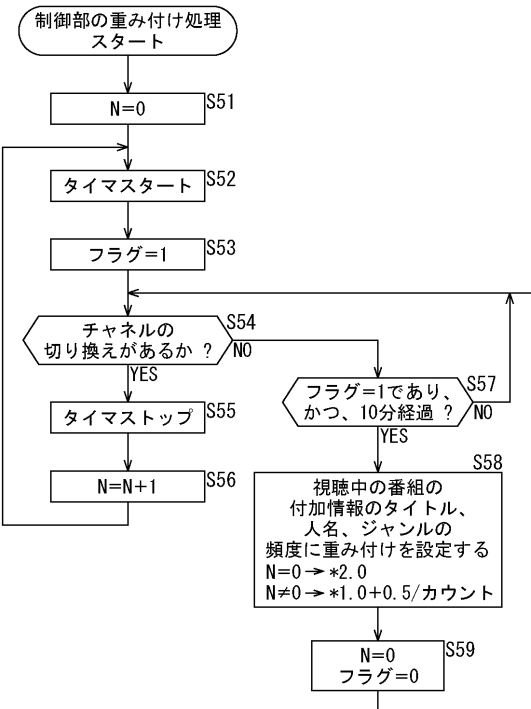 制御部の重み付け処理
スタート
N=0
S51
タイマスタート
S52
フラグ=1
S53
チャネルの
切り換えがあるか ?
S54
NO
YES
タイマストップ
S55
N=N+1
S56
フラグ=1であり、
かつ、10分経過 ?
S57
NO
YES
S58
視聴中の番組の
付加情報のタイトル、
人名、ジャンルの
頻度に重み付けを設定する
N=0→*2.0
N≠0→*1.0+0.5/カウント
N=0
フラグ=0
S59